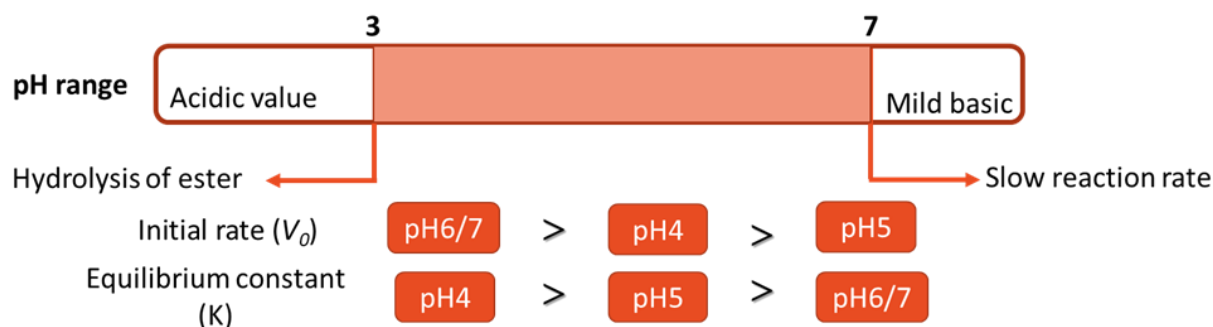 3 7
pH range Acidic value Mild basic
Hydrolysis of ester Slow reaction rate
Initial rate (V0) pH6/7 > pH4 > pH5
Equilibrium constant
(K) pH4 > pH5 > pH6/7